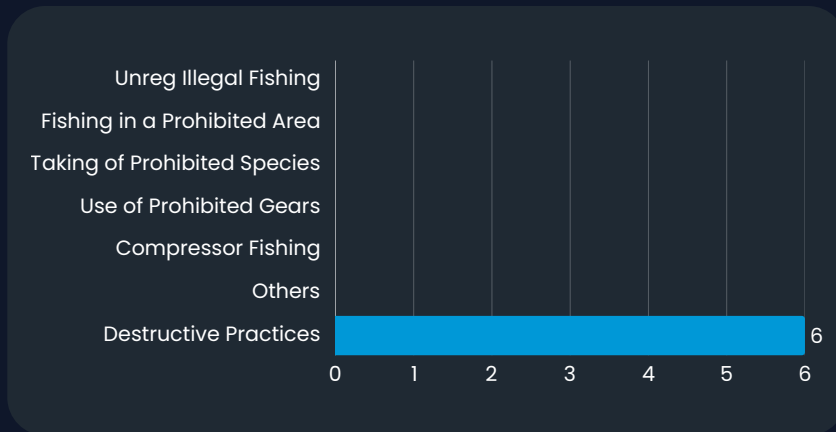 Unreg Illegal Fishing
Fishing in a Prohibited Area
Taking of Prohibited Species
Use of Prohibited Gears
Compressor Fishing
Others
Destructive Practices
6
0 1 2 3 4 5 6